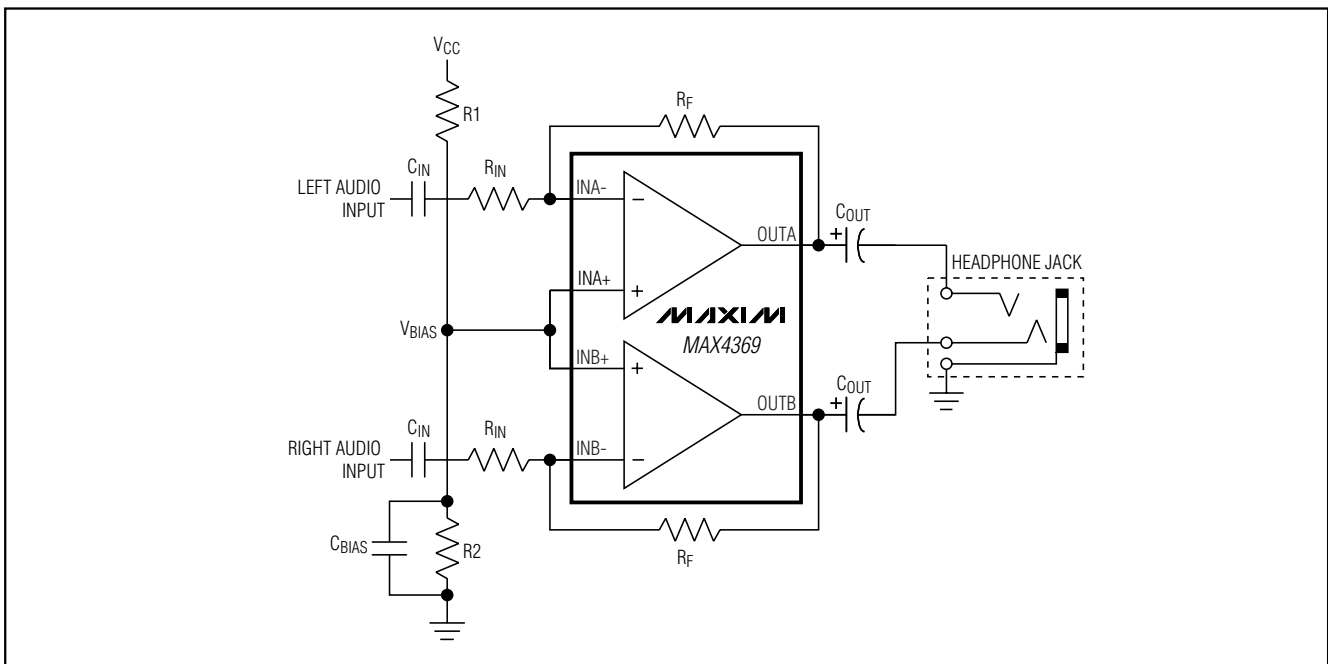 VCC
R1
RF
CIN
RIN
LEFT AUDIO
INPUT
INA-
−
OUTA
COUT
+
HEADPHONE JACK
INA+
+
MAXIM
MAX4369
VBIAS
INB+
+
COUT
+
OUTB
CIN
RIN
RIGHT AUDIO
INPUT
INB-
−
CBIAS
R2
RF